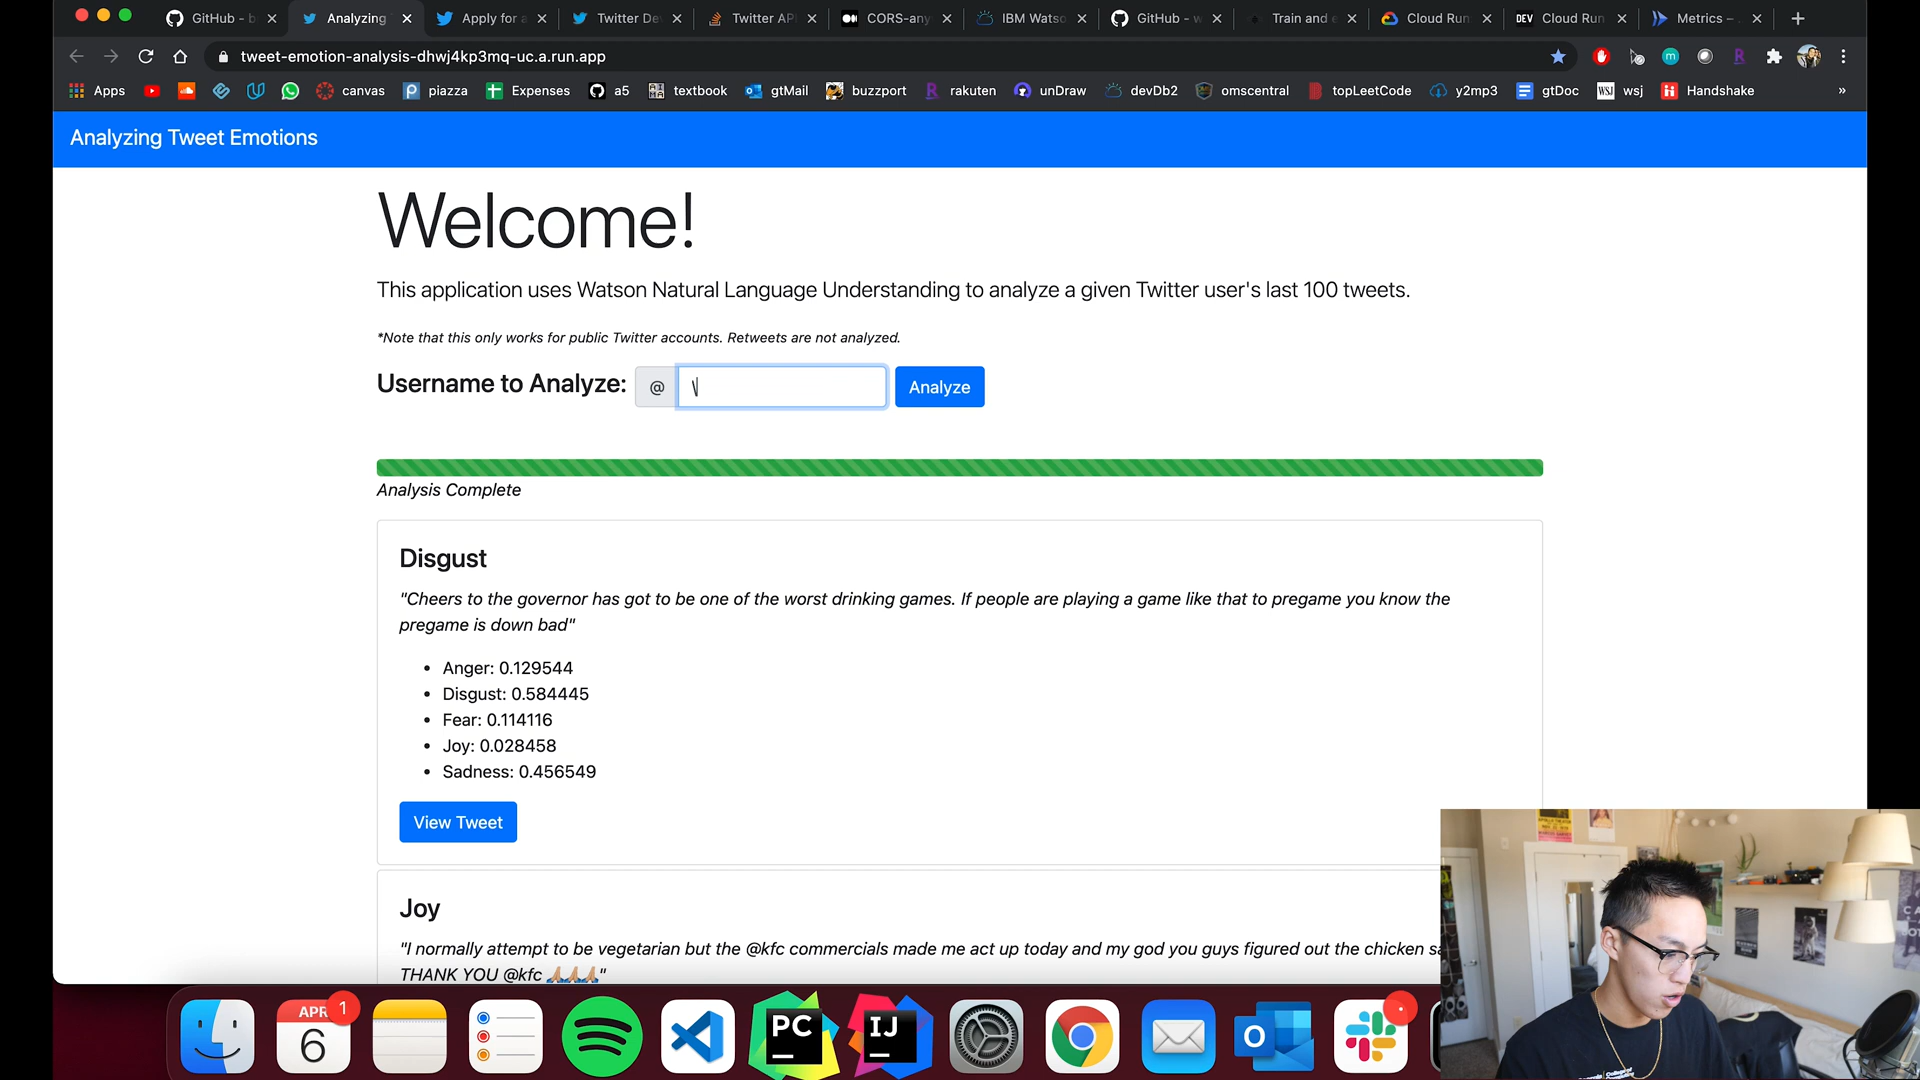 GitHub - b
Analyzing
Apply for a
Twitter De
Twitter AP
CORS-any
IBM Watso
GitHub - w
Train and e
Cloud Run
DEV
Cloud Run
Metrics –
tweet-emotion-analysis-dhwj4kp3mq-uc.a.run.app
m
R
Apps
canvas
piazza
Expenses
a5
textbook
gtMail
buzzport
R rakuten
unDraw
devDb2
omscentral
topLeetCode
y2mp3
gtDoc
WSJ wsj
Handshake
»
Analyzing Tweet Emotions
Welcome!
This application uses Watson Natural Language Understanding to analyze a given Twitter user's last 100 tweets.
*Note that this only works for public Twitter accounts. Retweets are not analyzed.
Username to Analyze: @ \ Analyze
Analysis Complete
Disgust
"Cheers to the governor has got to be one of the worst drinking games. If people are playing a game like that to pregame you know the
pregame is down bad"
• Anger: 0.129544
• Disgust: 0.584445
• Fear: 0.114116
• Joy: 0.028458
• Sadness: 0.456549
View Tweet
Joy
"I normally attempt to be vegetarian but the @kfc commercials made me act up today and my god you guys figured out the chicken sa
THANK YOU @kfc 🙏🏼🙏🏼🙏🏼"
APR 1
6
PC
IJ
O